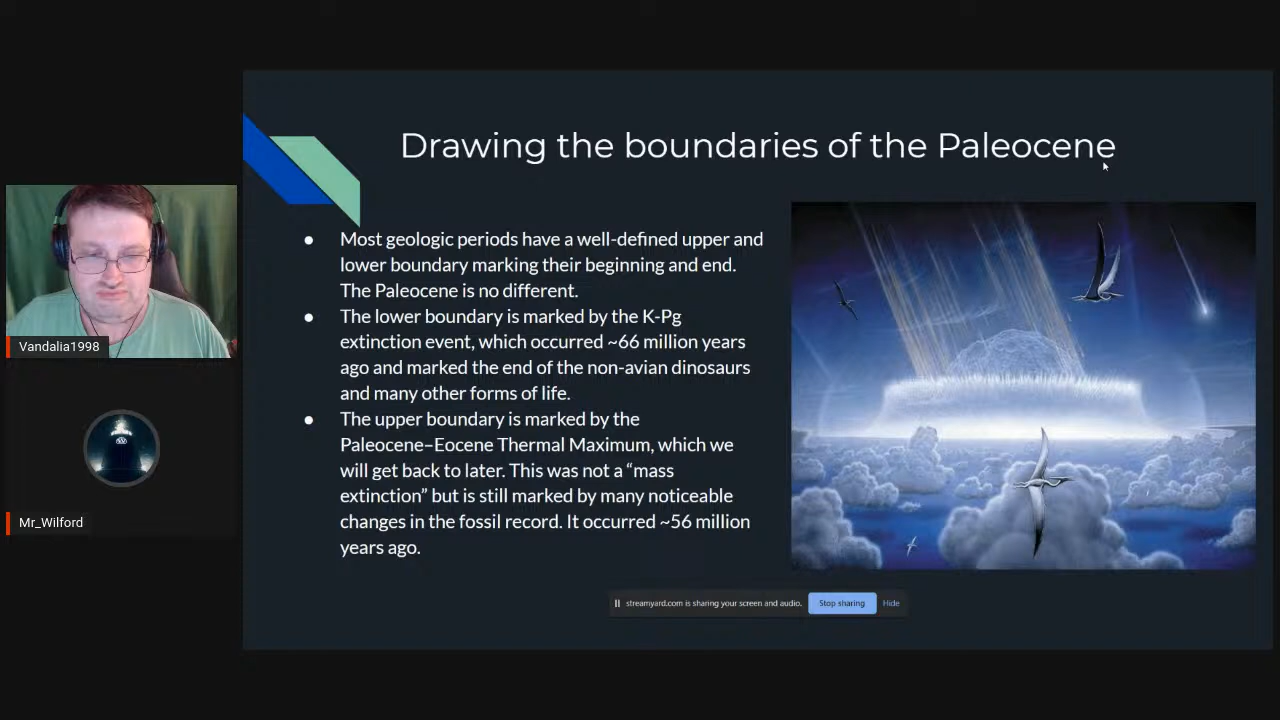 Drawing the boundaries of the Paleocene
● Most geologic periods have a well-defined upper and
lower boundary marking their beginning and end.
The Paleocene is no different.
● The lower boundary is marked by the K-Pg
extinction event, which occurred ~66 million years
ago and marked the end of the non-avian dinosaurs
and many other forms of life.
● The upper boundary is marked by the
Paleocene–Eocene Thermal Maximum, which we
will get back to later. This was not a “mass
extinction” but is still marked by many noticeable
changes in the fossil record. It occurred ~56 million
years ago.
Vandalia1998
Mr_Wilford
streamyard.com is sharing your screen and audio. Stop sharing Hide